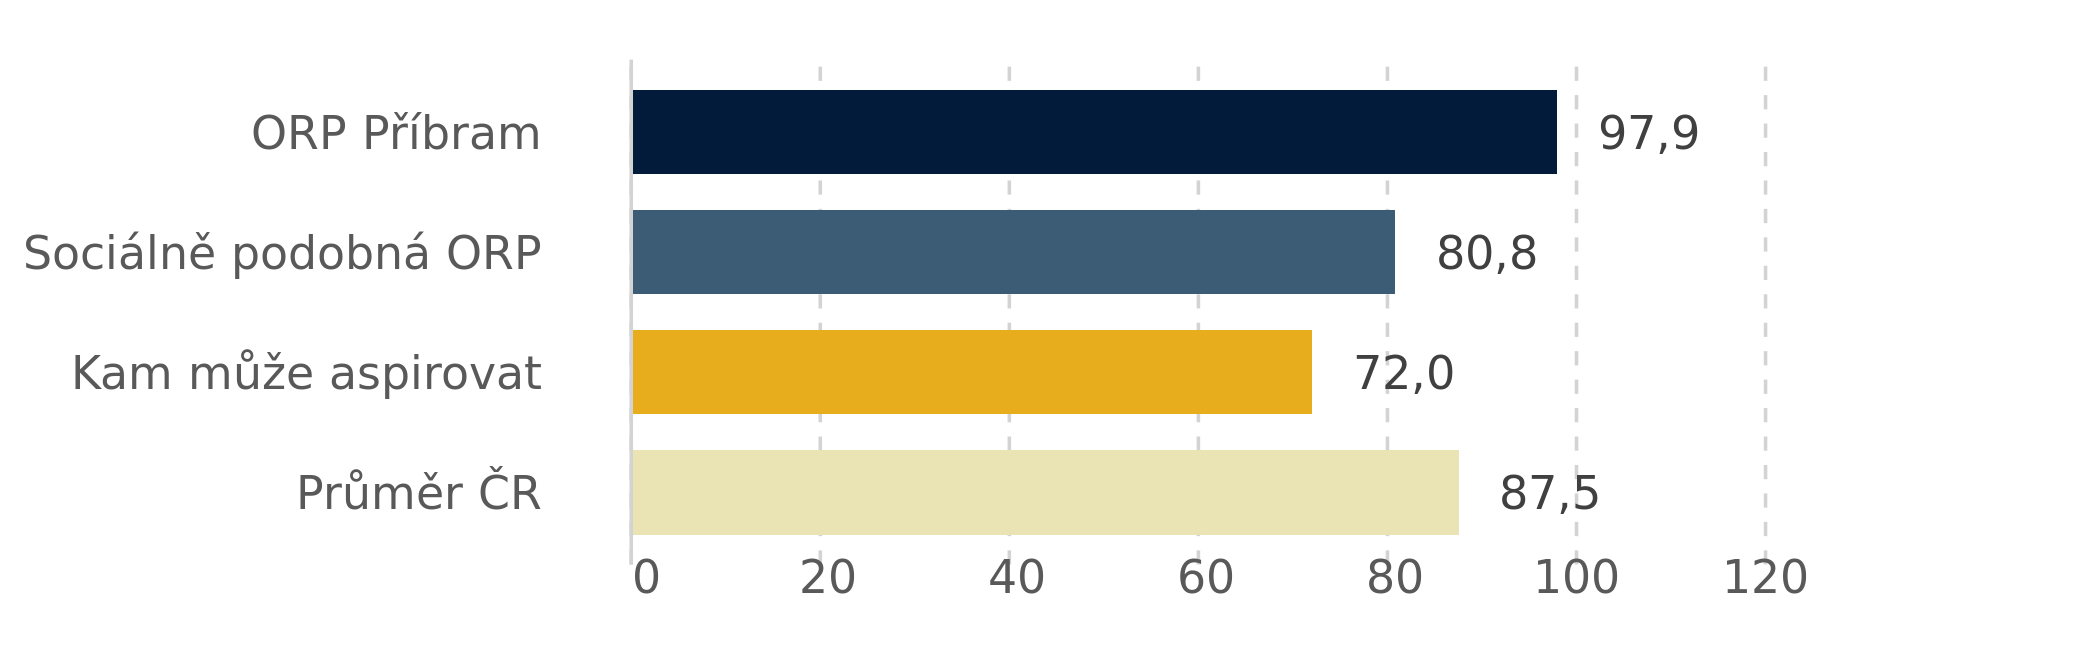 ORP Příbram
97,9
Sociálně podobná ORP
80,8
Kam může aspirovat
72,0
Průměr ČR
87,5
0 20 40 60 80 100 120